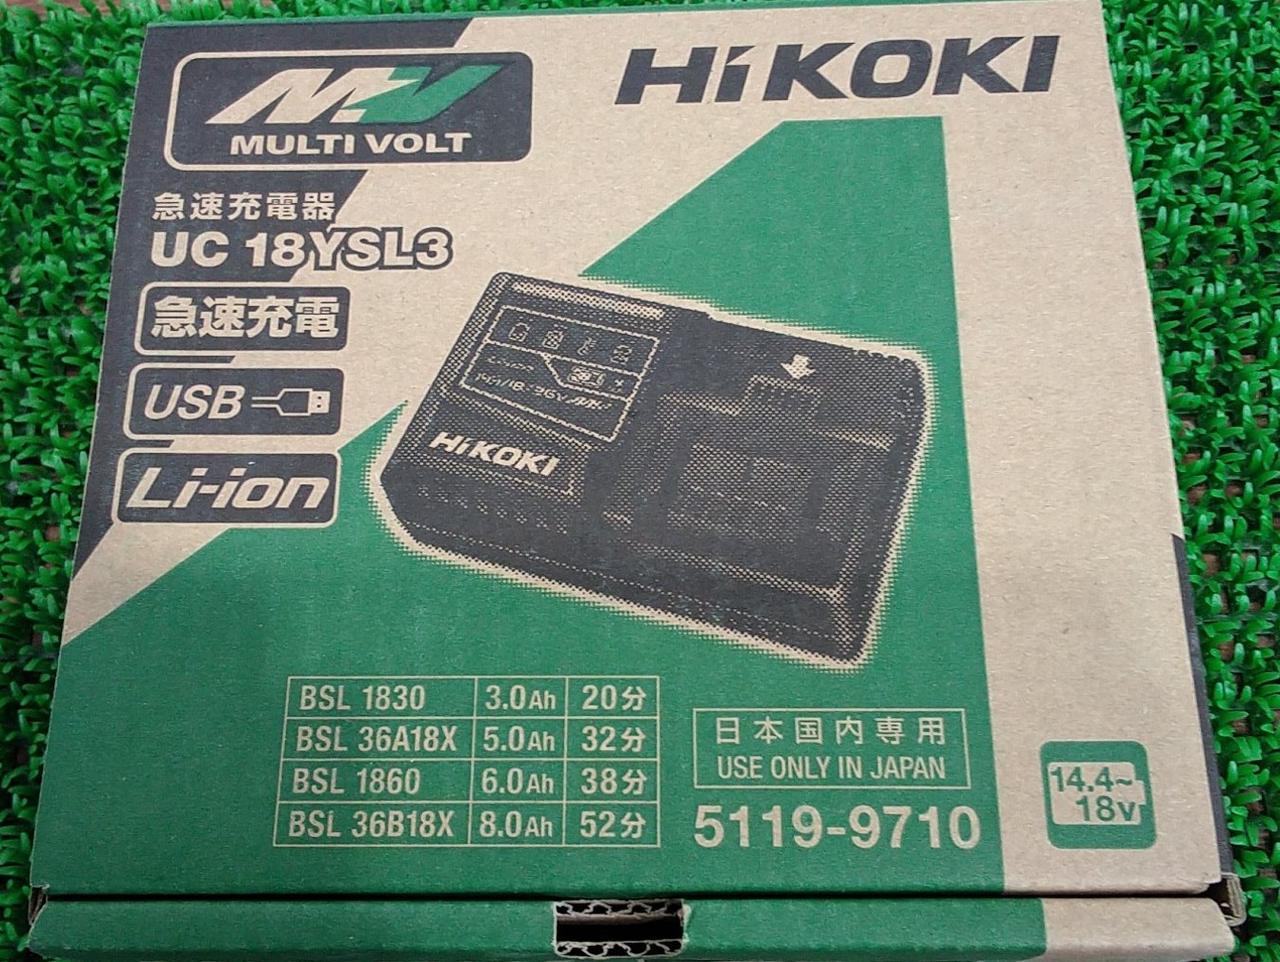 MV
MULTI VOLT
HiKOKI
急速充電器
UC 18YSL3
急速充電
USB
Li-ion
HiKOKI
BSL 1830 3.0Ah 20分
BSL 36A18X 5.0Ah 32分
BSL 1860 6.0Ah 38分
BSL 36B18X 8.0Ah 52分
日本国内専用
USE ONLY IN JAPAN
5119-9710
14.4~
18V